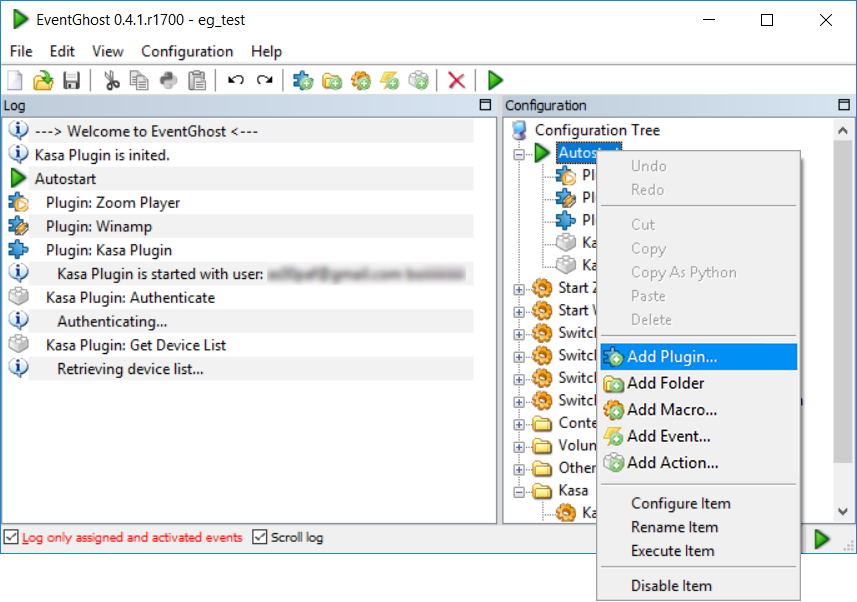 EventGhost 0.4.1.r1700 - eg_test
File Edit View Configuration Help
Log
---> Welcome to EventGhost <---
Kasa Plugin is inited.
Autostart
Plugin: Zoom Player
Plugin: Winamp
Plugin: Kasa Plugin
Kasa Plugin is started with user:
Kasa Plugin: Authenticate
Authenticating...
Kasa Plugin: Get Device List
Retrieving device list...
Log only assigned and activated events Scroll log
Configuration
Configuration Tree
Autostart
Pl
Pl
Pl
Ka
Ka
Start Z
Start W
Switch
Switcl
Switcl
Switcl
Conte
Volun
Other
Kasa
Ka
Undo
Redo
Cut
Copy
Copy As Python
Paste
Delete
Add Plugin...
Add Folder
Add Macro...
Add Event...
Add Action...
Configure Item
Rename Item
Execute Item
Disable Item